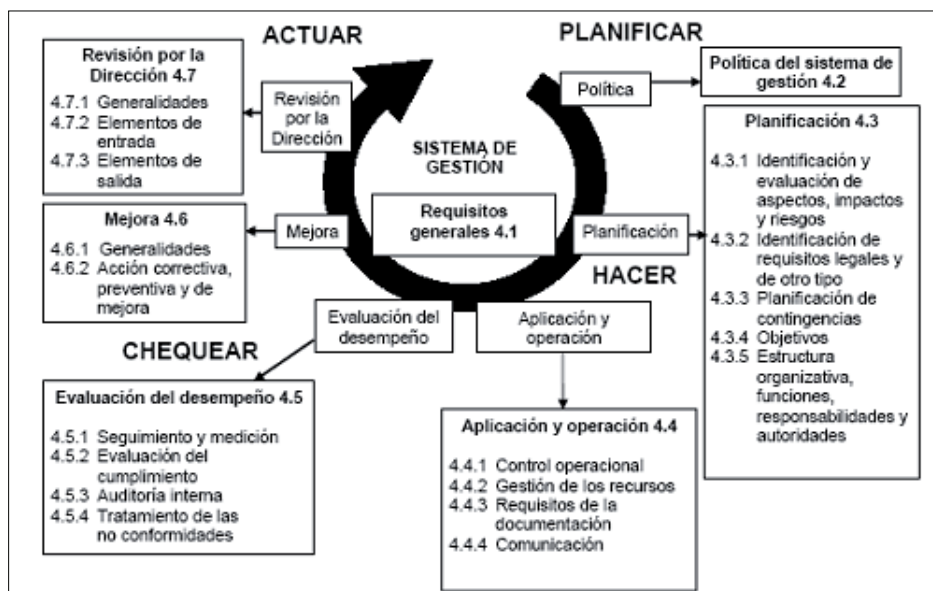 ACTUAR
PLANIFICAR
Revisión por la
Dirección 4.7
4.7.1 Generalidades
4.7.2 Elementos de
entrada
4.7.3 Elementos de
salida
Revisión
por la
Dirección
Política
Política del sistema de
gestión 4.2
SISTEMA DE
GESTIÓN
Requisitos
generales 4.1
Planificación 4.3
4.3.1 Identificación y
evaluación de
aspectos, impactos
y riesgos
4.3.2 Identificación de
requisitos legales y
de otro tipo
4.3.3 Planificación de
contingencias
4.3.4 Objetivos
4.3.5 Estructura
organizativa,
funciones,
responsabilidades y
autoridades
Mejora 4.6
4.6.1 Generalidades
4.6.2 Acción correctiva,
preventiva y de
mejora
Mejora
Planificación
HACER
Evaluación del
desempeño
Aplicación y
operación
CHEQUEAR
Evaluación del desempeño 4.5
4.5.1 Seguimiento y medición
4.5.2 Evaluación del
cumplimiento
4.5.3 Auditoría interna
4.5.4 Tratamiento de las
no conformidades
Aplicación y operación 4.4
4.4.1 Control operacional
4.4.2 Gestión de los recursos
4.4.3 Requisitos de la
documentación
4.4.4 Comunicación